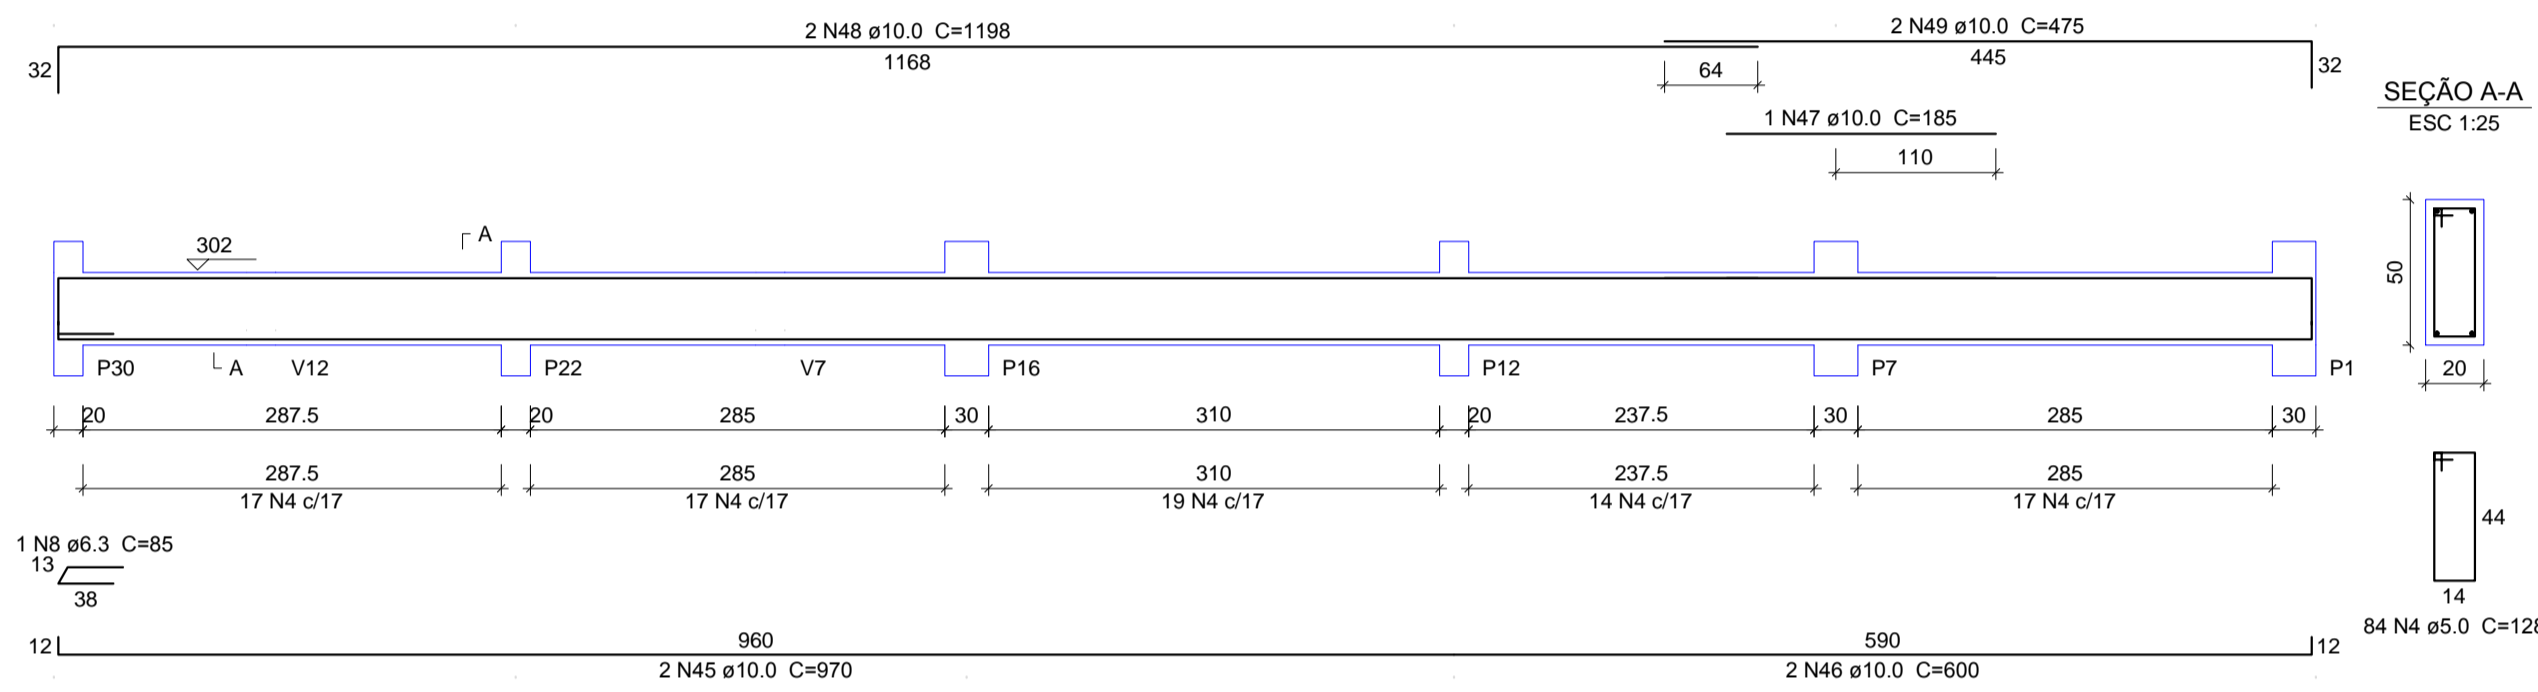 2 N48 ø10.0 C=1198
2 N49 ø10.0 C=475
1168
445
32
32
64
SEÇÃO A-A
ESC 1:25
1 N47 ø10.0 C=185
110
302
A
50
P30
A
V12
P22
V7
P16
P12
P7
P1
20
20
287.5
20
285
30
310
20
237.5
30
285
30
287.5
285
310
237.5
285
17 N4 c/17
17 N4 c/17
19 N4 c/17
14 N4 c/17
17 N4 c/17
44
1 N8 ø6.3 C=85
13
38
14
84 N4 ø5.0 C=128
12
960
590
12
2 N45 ø10.0 C=970
2 N46 ø10.0 C=600